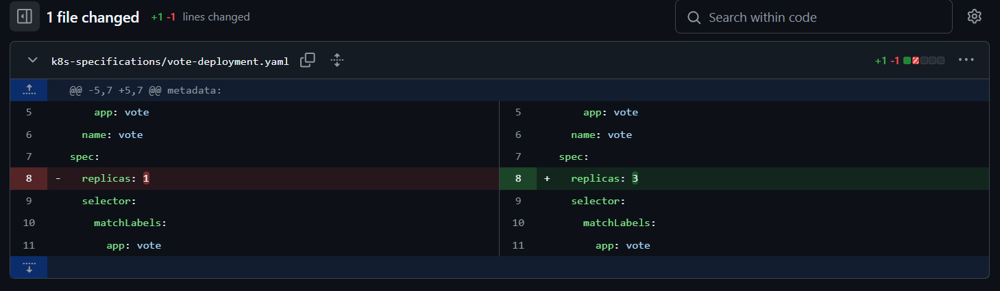 1 file changed +1 -1 lines changed
Search within code
k8s-specifications/vote-deployment.yaml
+1 -1
@@ -5,7 +5,7 @@ metadata:
5 app: vote
6 name: vote
7 spec:
8 - replicas: 1
9 selector:
10 matchLabels:
11 app: vote
5 app: vote
6 name: vote
7 spec:
8 + replicas: 3
9 selector:
10 matchLabels:
11 app: vote